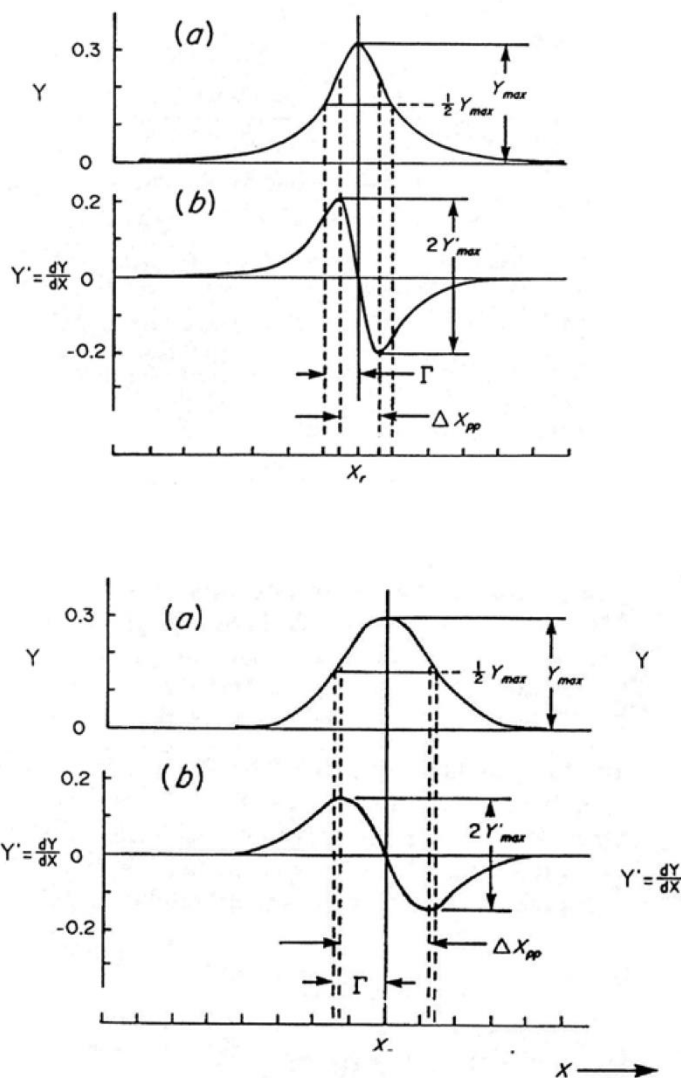 (a)
0.3
Y
Y_max
½ Y_max
0
0.2
(b)
2Y'_max
Y' = dY/dX
0
-0.2
Γ
ΔX_pp
X_r
(a)
0.3
Y
½ Y_max
Y_max
Y
0
0.2
(b)
2Y'_max
Y' = dY/dX
0
Y' = dY/dX
-0.2
ΔX_pp
Γ
X
X